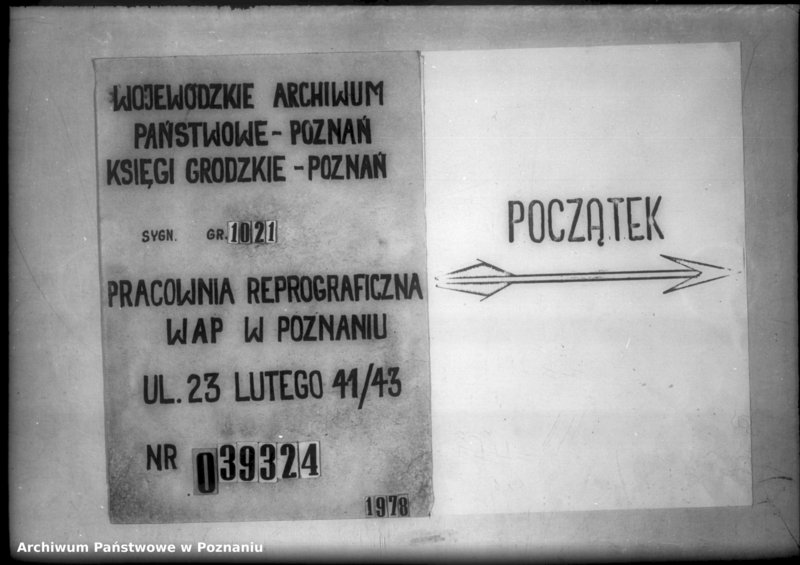 WOJEWÓDZKIE ARCHIWUM
PAŃSTWOWE - POZNAŃ
KSIĘGI GRODZKIE - POZNAŃ
SYGN. GR. 1021
PRACOWNIA REPROGRAFICZNA
WAP W POZNANIU
UL. 23 LUTEGO 41/43
NR 039324
1978
POCZĄTEK
Archiwum Państwowe w Poznaniu